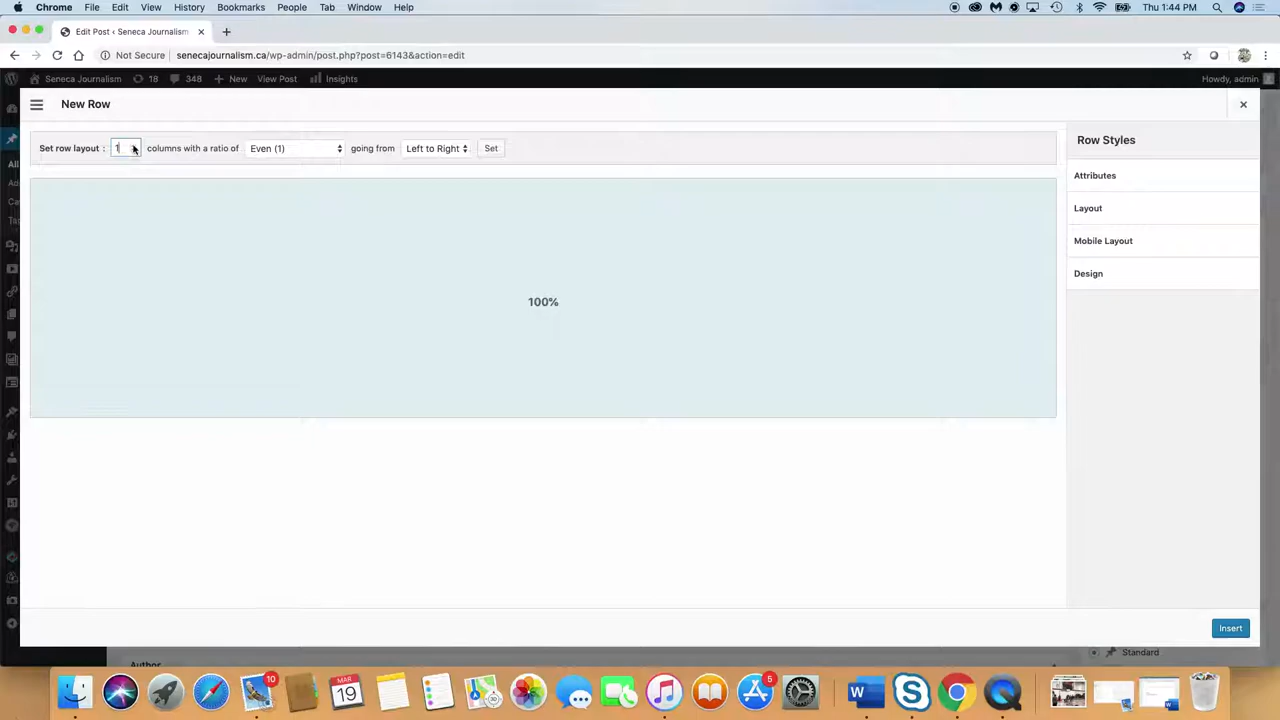 Chrome File Edit View History Bookmarks People Tab Window Help Thu 1:44 PM
Edit Post ‹ Seneca Journalism
Not Secure senecajournalism.ca/wp-admin/post.php?post=6143&action=edit
Seneca Journalism 18 348 New View Post Insights Howdy, admin
New Row
Set row layout : 1 columns with a ratio of Even (1) going from Left to Right Set
Row Styles
All
Attributes
Layout
Mobile Layout
Design
100%
Insert
Author
Standard
10
MAR
19
5
W